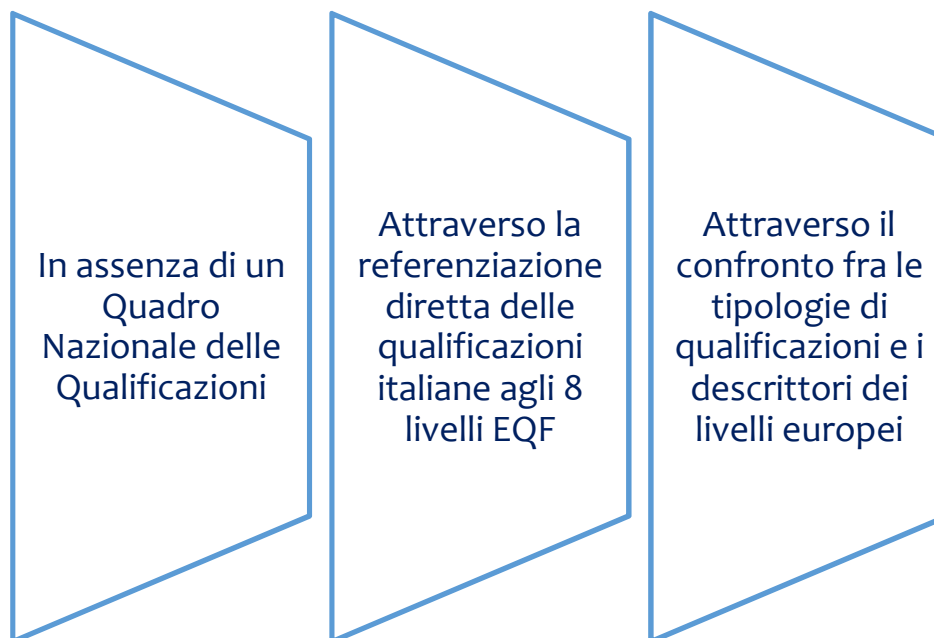 In assenza di un
Quadro
Nazionale delle
Qualificazioni
Attraverso la
referenziazione
diretta delle
qualificazioni
italiane agli 8
livelli EQF
Attraverso il
confronto fra le
tipologie di
qualificazioni e i
descrittori dei
livelli europei